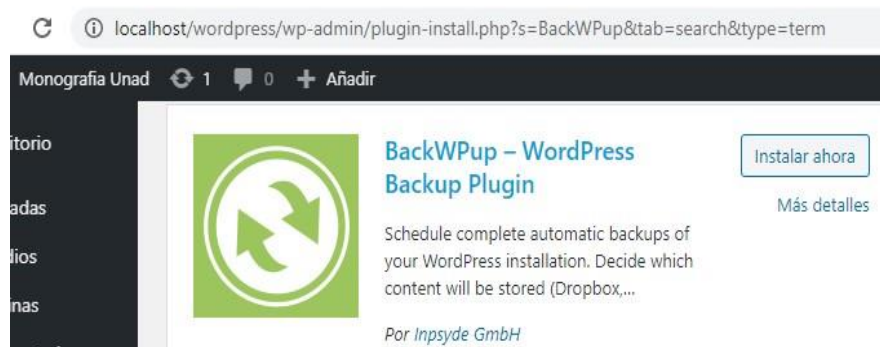 localhost/wordpress/wp-admin/plugin-install.php?s=BackWPup&tab=search&type=term
Monografia Unad 1 0 + Añadir
itorio
adas
dios
inas
BackWPup – WordPress
Backup Plugin
Schedule complete automatic backups of
your WordPress installation. Decide which
content will be stored (Dropbox,...
Por Inpsyde GmbH
Instalar ahora
Más detalles